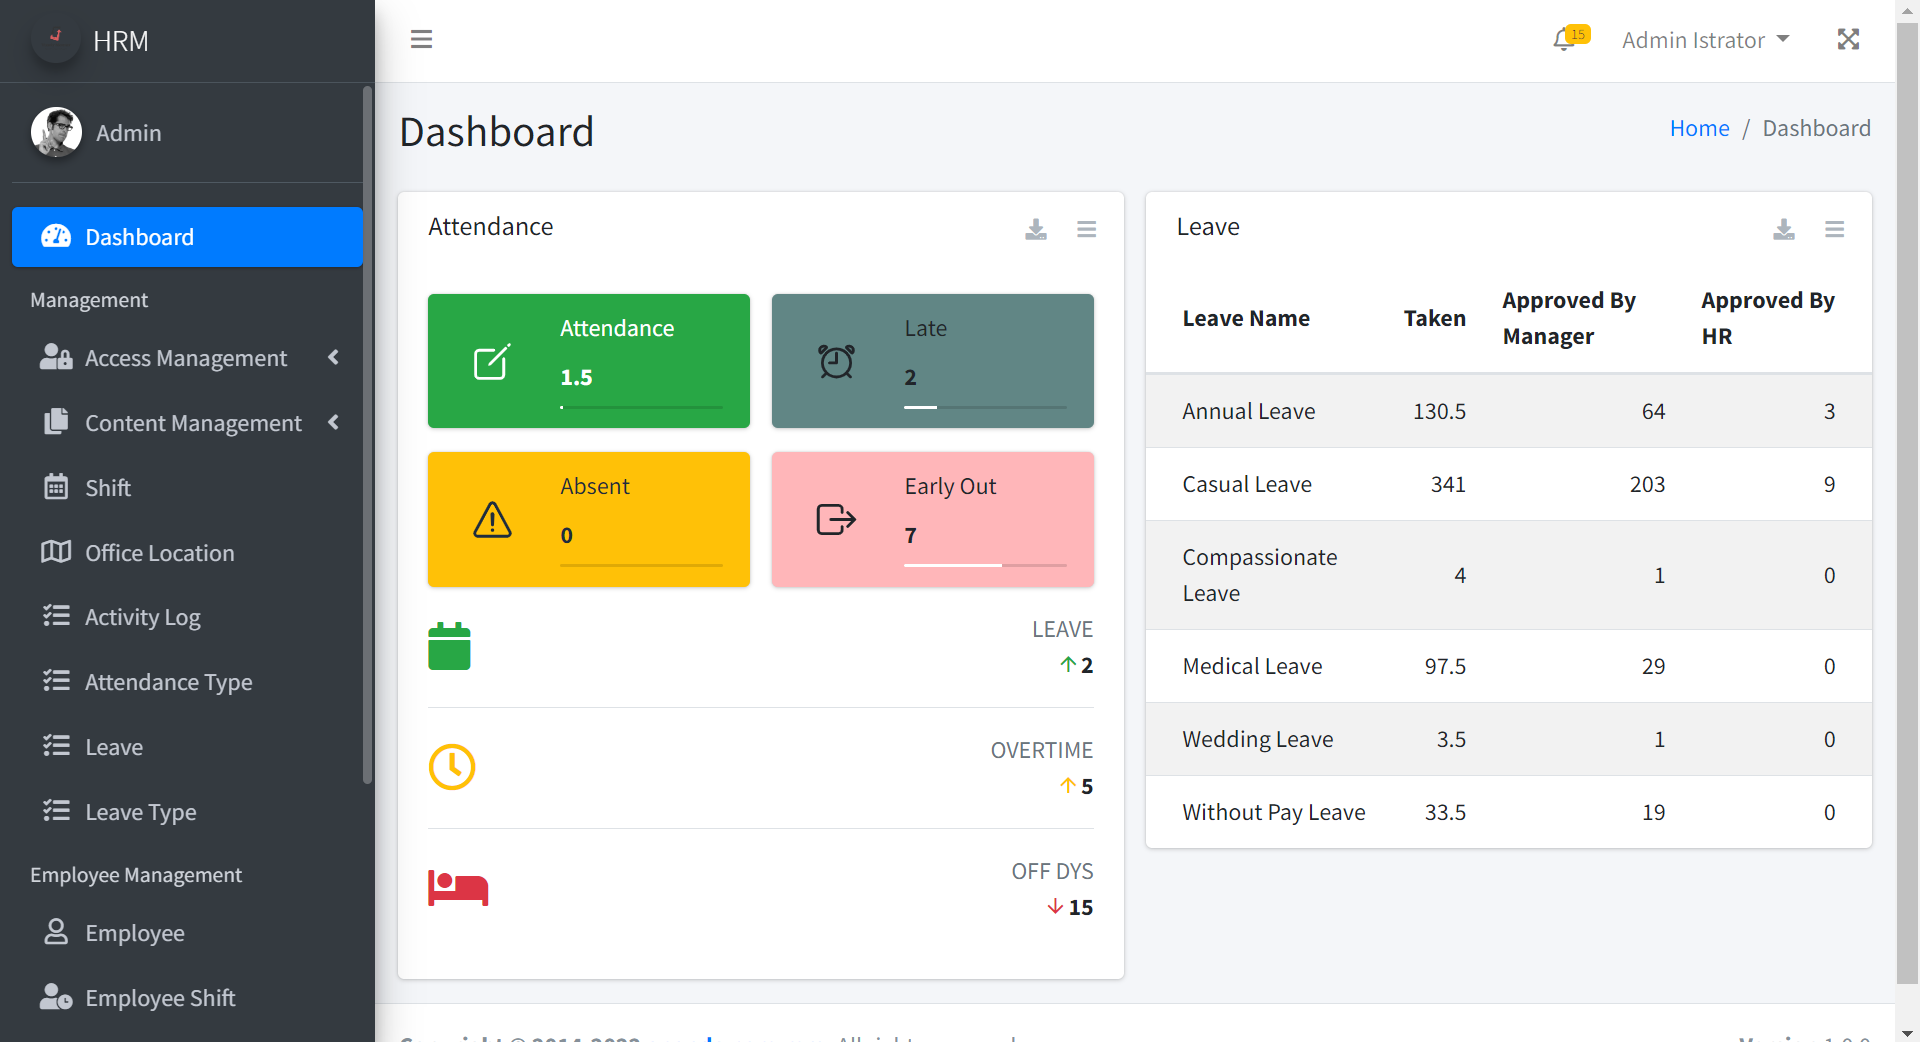 HRM
15
Admin Istrator
Admin
Dashboard
Home / Dashboard
Dashboard
Management
Access Management
Content Management
Shift
Office Location
Activity Log
Attendance Type
Leave
Leave Type
Employee Management
Employee
Employee Shift
Attendance
Attendance
1.5
Late
2
Absent
0
Early Out
7
LEAVE
2
OVERTIME
5
OFF DYS
15
Leave
Leave Name Taken Approved By Manager Approved By HR
Annual Leave 130.5 64 3
Casual Leave 341 203 9
Compassionate Leave 4 1 0
Medical Leave 97.5 29 0
Wedding Leave 3.5 1 0
Without Pay Leave 33.5 19 0